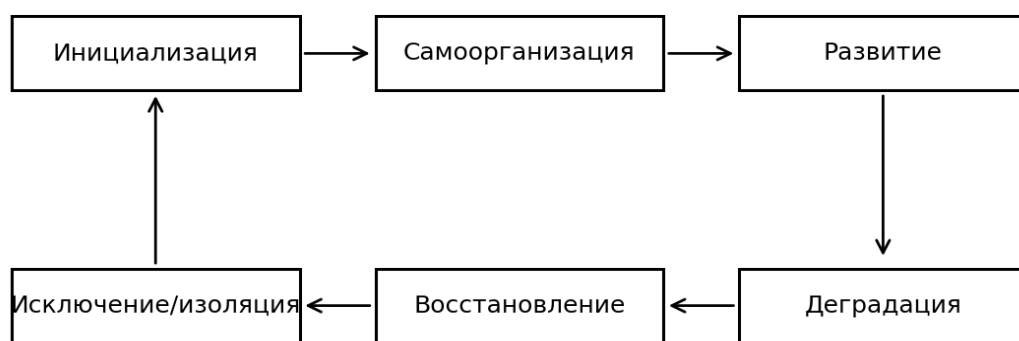 Инициализация
Самоорганизация
Развитие
Исключение/изоляция
Восстановление
Деградация